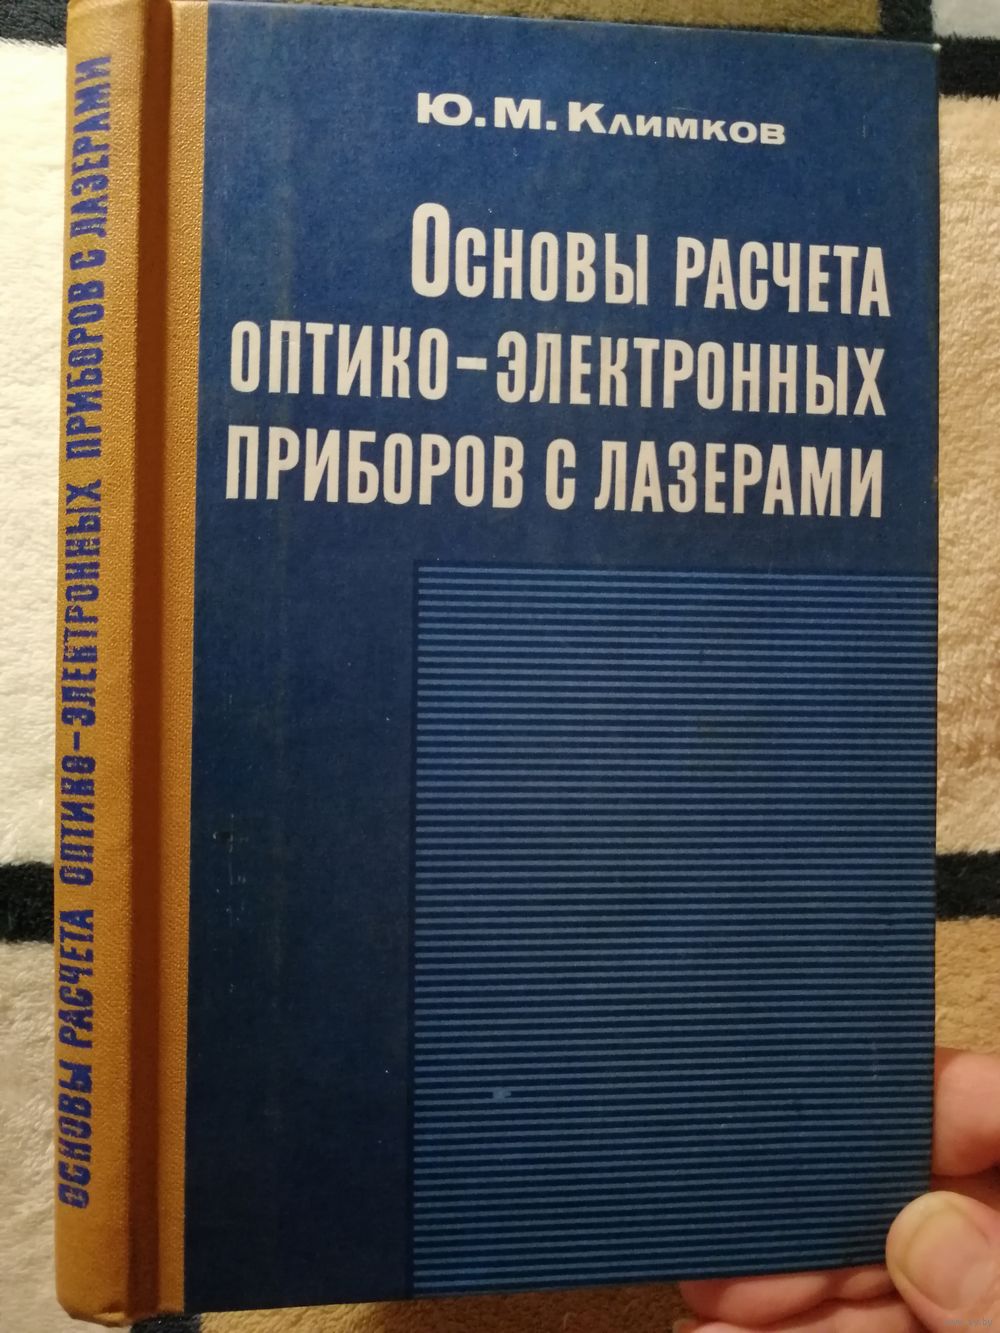 Ю.М.Климков
Основы расчета
оптико-электронных
приборов с лазерами
ОСНОВЫ РАСЧЕТА ОПТИКО-ЭЛЕКТРОННЫХ ПРИБОРОВ С ЛАЗЕРАМИ